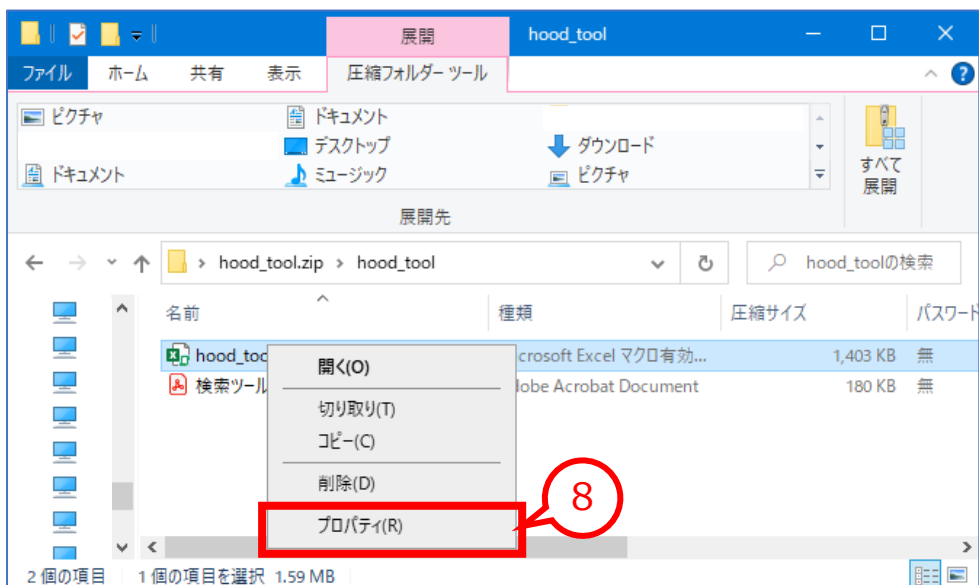 展開
hood_tool
ファイル ホーム 共有 表示 圧縮フォルダー ツール
ピクチャ ドキュメント
デスクトップ ダウンロード
ドキュメント ミュージック ピクチャ
すべて
展開
展開先
hood_tool.zip › hood_tool
hood_toolの検索
名前 種類 圧縮サイズ
hood_too crosoft Excel マクロ有効... 1,403 KB 無
検索ツール dobe Acrobat Document 180 KB 無
開く(O)
切り取り(T)
コピー(C)
削除(D)
プロパティ(R)
8
2 個の項目 1 個の項目を選択 1.59 MB